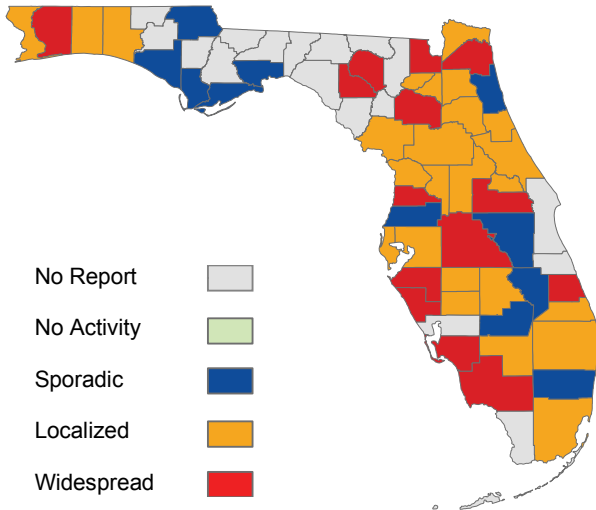 No Report
No Activity
Sporadic
Localized
Widespread